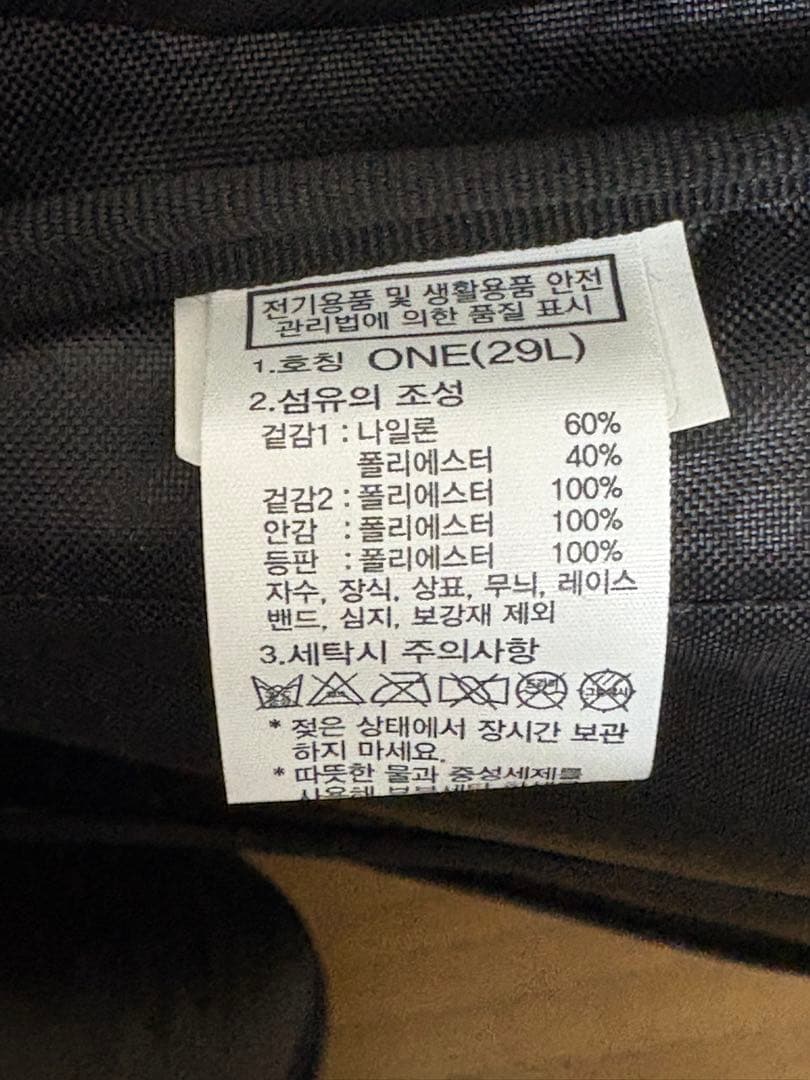 전기용품 및 생활용품 안전
관리법에 의한 품질 표시
1.호칭 ONE(29L)
2.섬유의 조성
겉감1 : 나일론 60%
폴리에스터 40%
겉감2 : 폴리에스터 100%
안감 : 폴리에스터 100%
등판 : 폴리에스터 100%
자수, 장식, 상표, 무늬, 레이스
밴드, 심지, 보강재 제외
3.세탁시 주의사항
드라이
* 젖은 상태에서 장시간 보관
하지 마세요.
* 따뜻한 물과 중성세제를